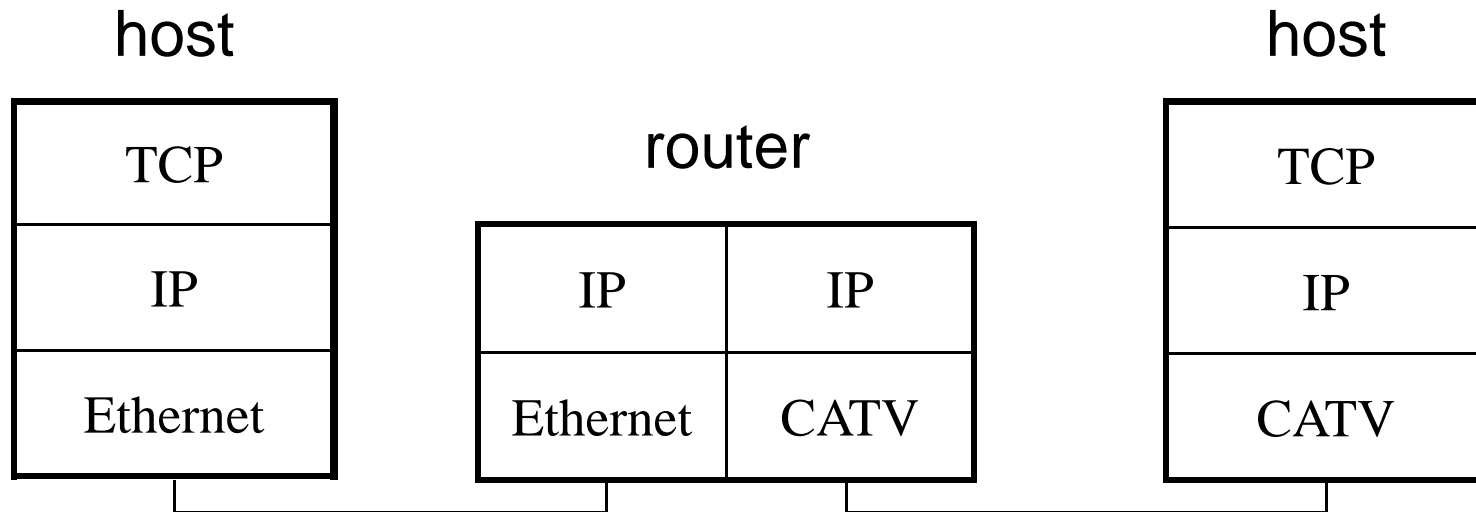 host
host
router
TCP
TCP
IP
IP
IP
IP
Ethernet
Ethernet
CATV
CATV